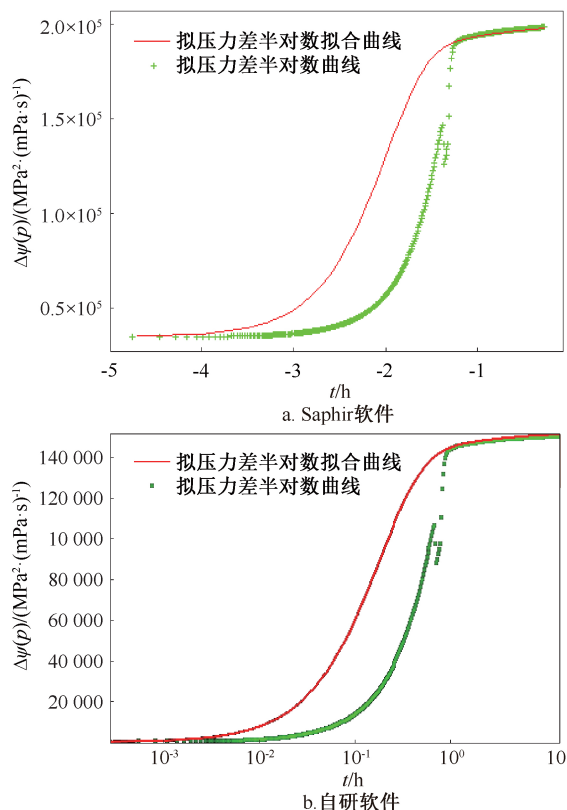 2.0×10⁵
1.5×10⁵
1.0×10⁵
0.5×10⁵
Δψ(p)/(MPa²·(mPa·s)⁻¹)
拟压力差半对数拟合曲线
拟压力差半对数曲线
-5 -4 -3 -2 -1
t/h
a. Saphir软件
140 000
120 000
10 000
80 000
60 000
40 000
20 000
Δψ(p)/(MPa²·(mPa·s)⁻¹)
拟压力差半对数拟合曲线
拟压力差半对数曲线
10⁻³ 10⁻² 10⁻¹ 10⁰ 10
t/h
b.自研软件